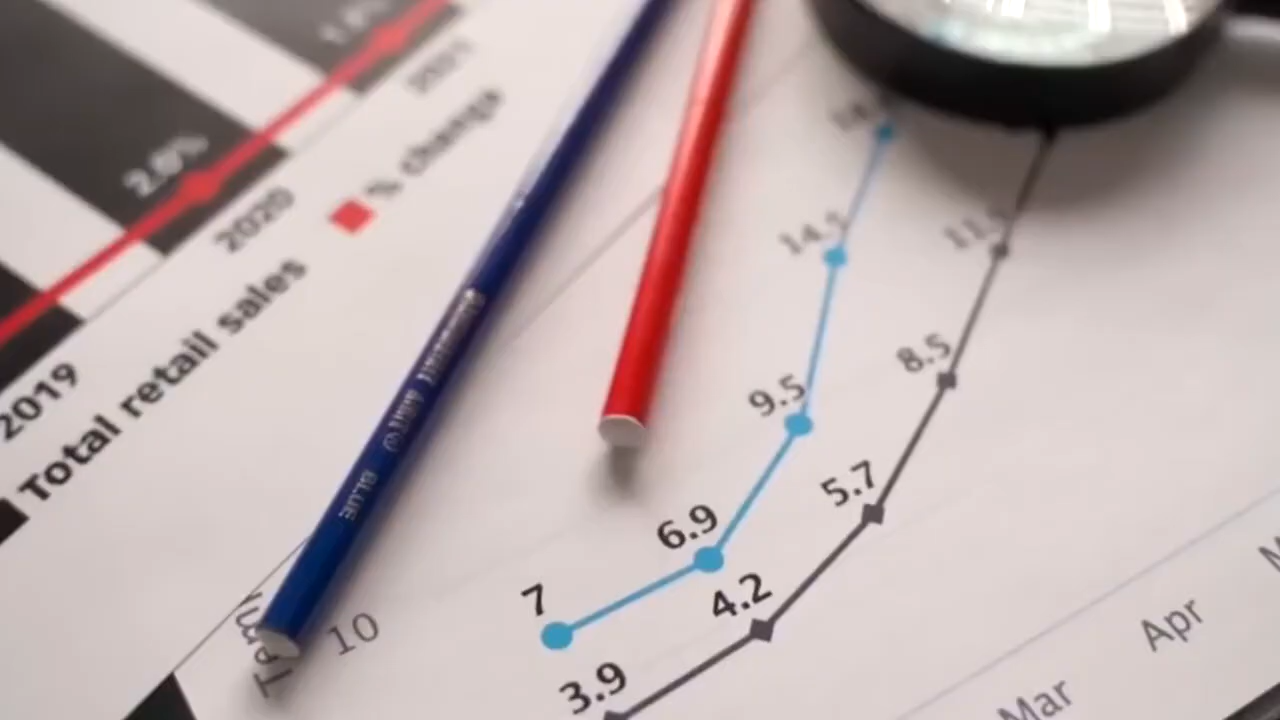 2.0%
2021
2020
% change
2019
Total retail sales
BLUE
10
14.5
9.5
6.9
7
8.5
5.7
4.2
3.9
Apr
Mar